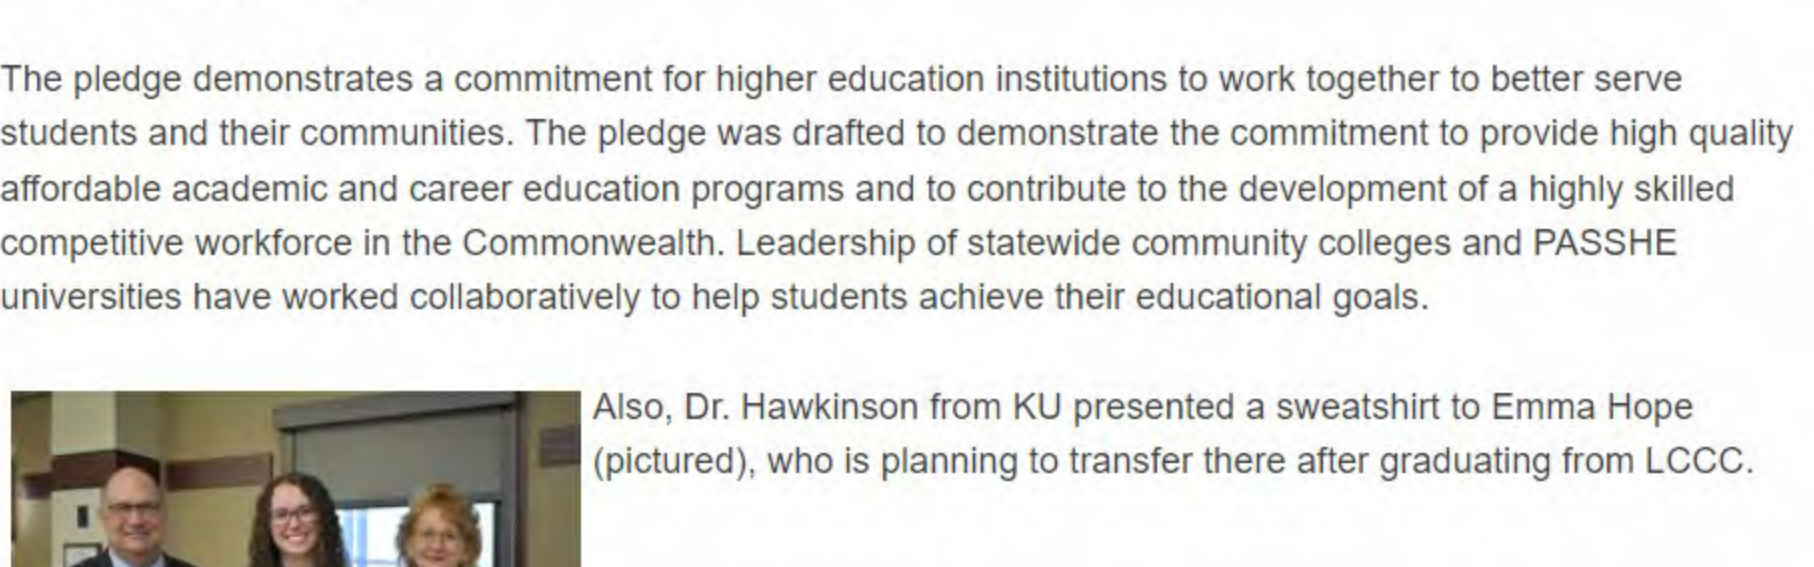 The pledge demonstrates a commitment for higher education institutions to work together to better serve
students and their communities. The pledge was drafted to demonstrate the commitment to provide high quality
affordable academic and career education programs and to contribute to the development of a highly skilled
competitive workforce in the Commonwealth. Leadership of statewide community colleges and PASSHE
universities have worked collaboratively to help students achieve their educational goals.
Also, Dr. Hawkinson from KU presented a sweatshirt to Emma Hope
(pictured), who is planning to transfer there after graduating from LCCC.